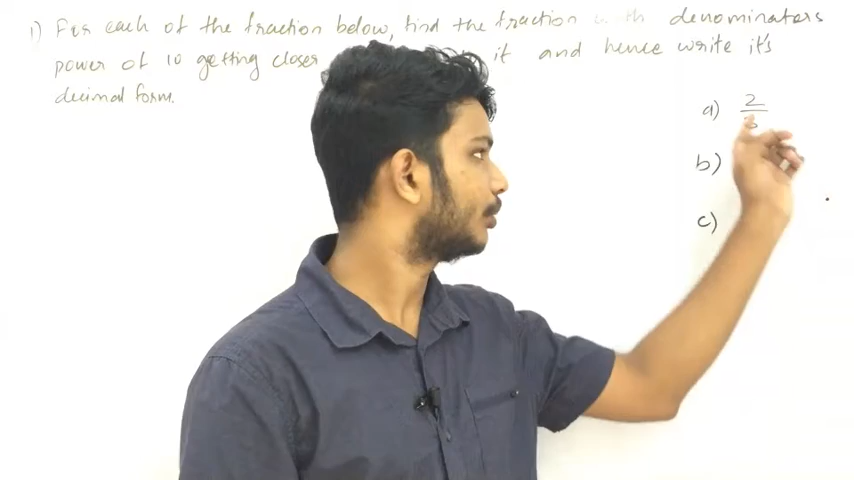 1) For each of the fraction below, find the fraction with denominaters
power of 10 getting closer it and hence write it's
decimal form.
a) 2/3
b)
c)